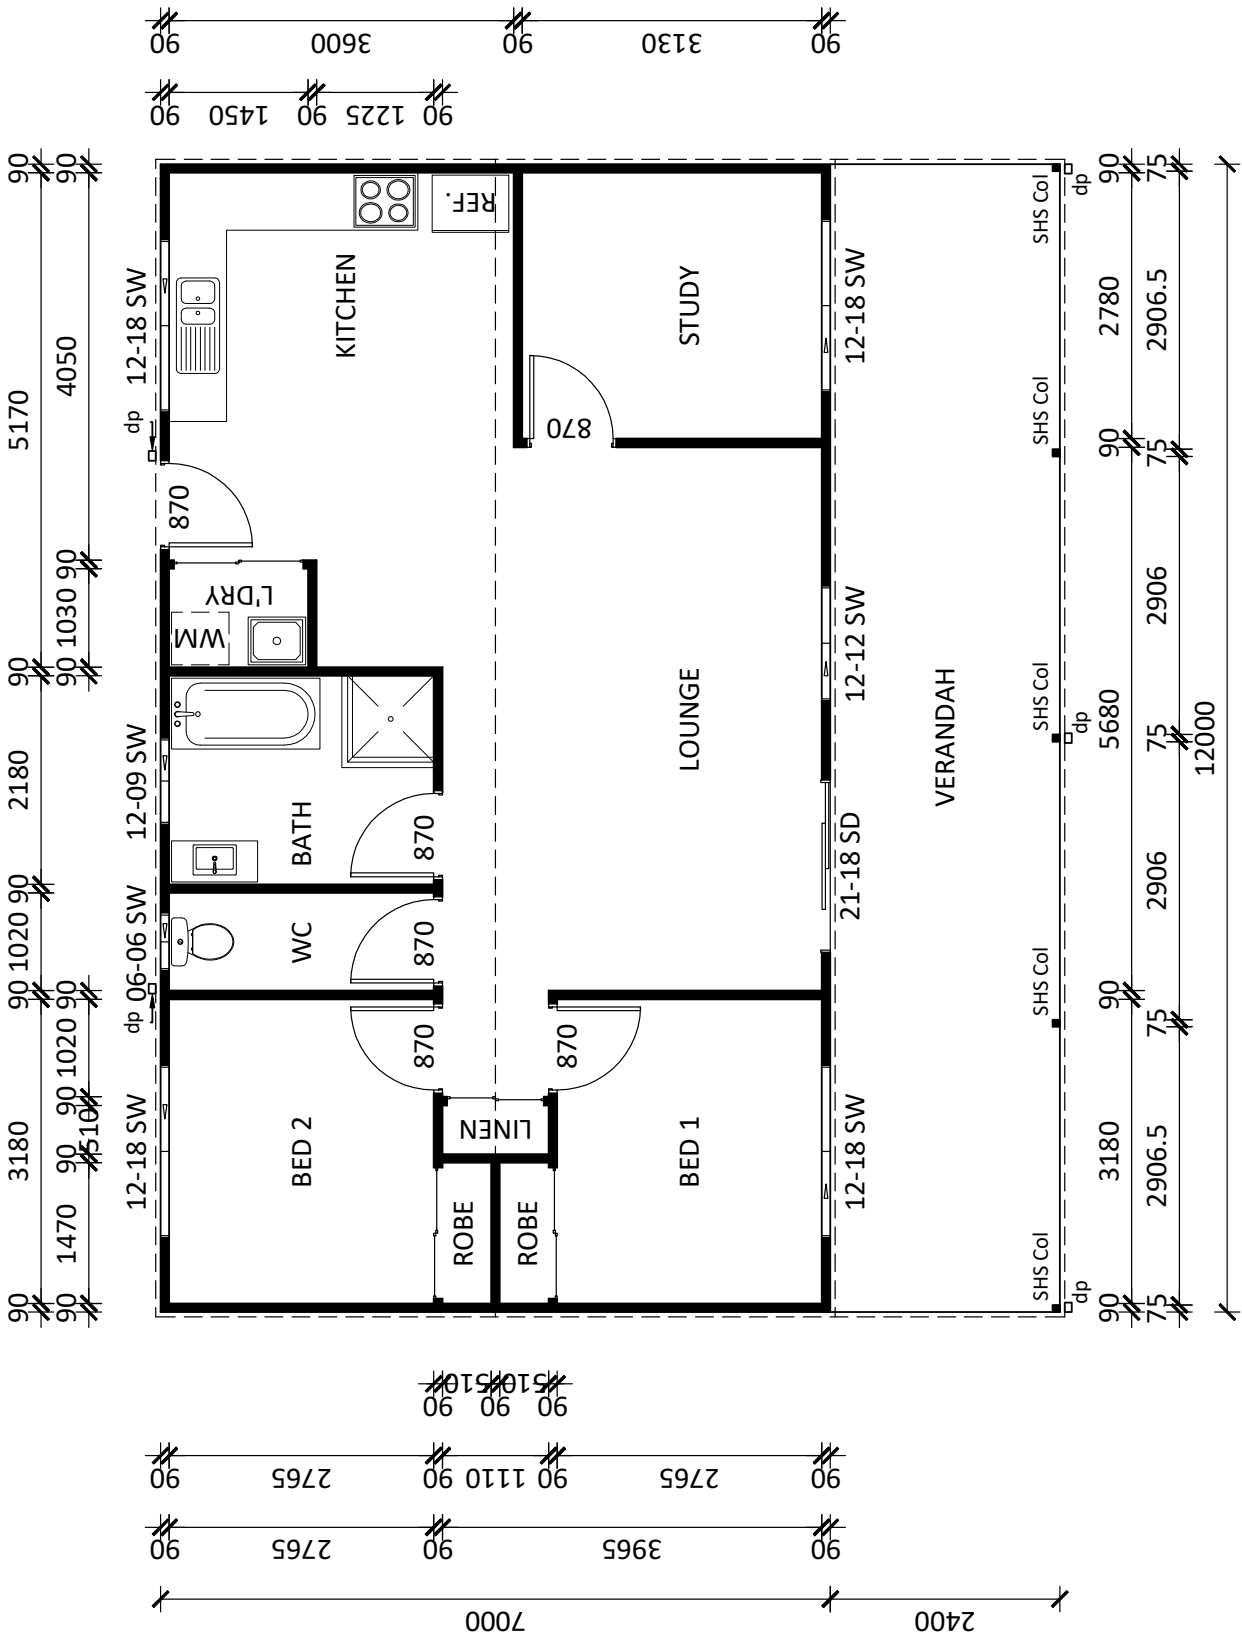 90 3600 90 3130 90
90 1450 90 1225 90
90 5170 90 2180 90 1020 90 3180 90
90 4050 90 1030 90 90 1020 90 510 90 1470 90
12-18 SW
dp
12-09 SW
06-06 SW
dp
12-18 SW
KITCHEN
REF.
STUDY
870
870
L'DRY
WM
BATH
870
WC
870
BED 2
870
LINEN
ROBE
ROBE
870
BED 1
LOUNGE
12-18 SW
12-12 SW
21-18 SD
12-18 SW
VERANDAH
SHS Col
SHS Col
SHS Col
SHS Col
SHS Col
dp
dp
dp
90 2780 90 5680 90 3180 90
75 2906.5 75 2906 75 2906 75 2906.5 75
12000
90 510 90 510 90
90 2765 90 1110 90 2765 90
90 2765 90 3965 90
7000 2400